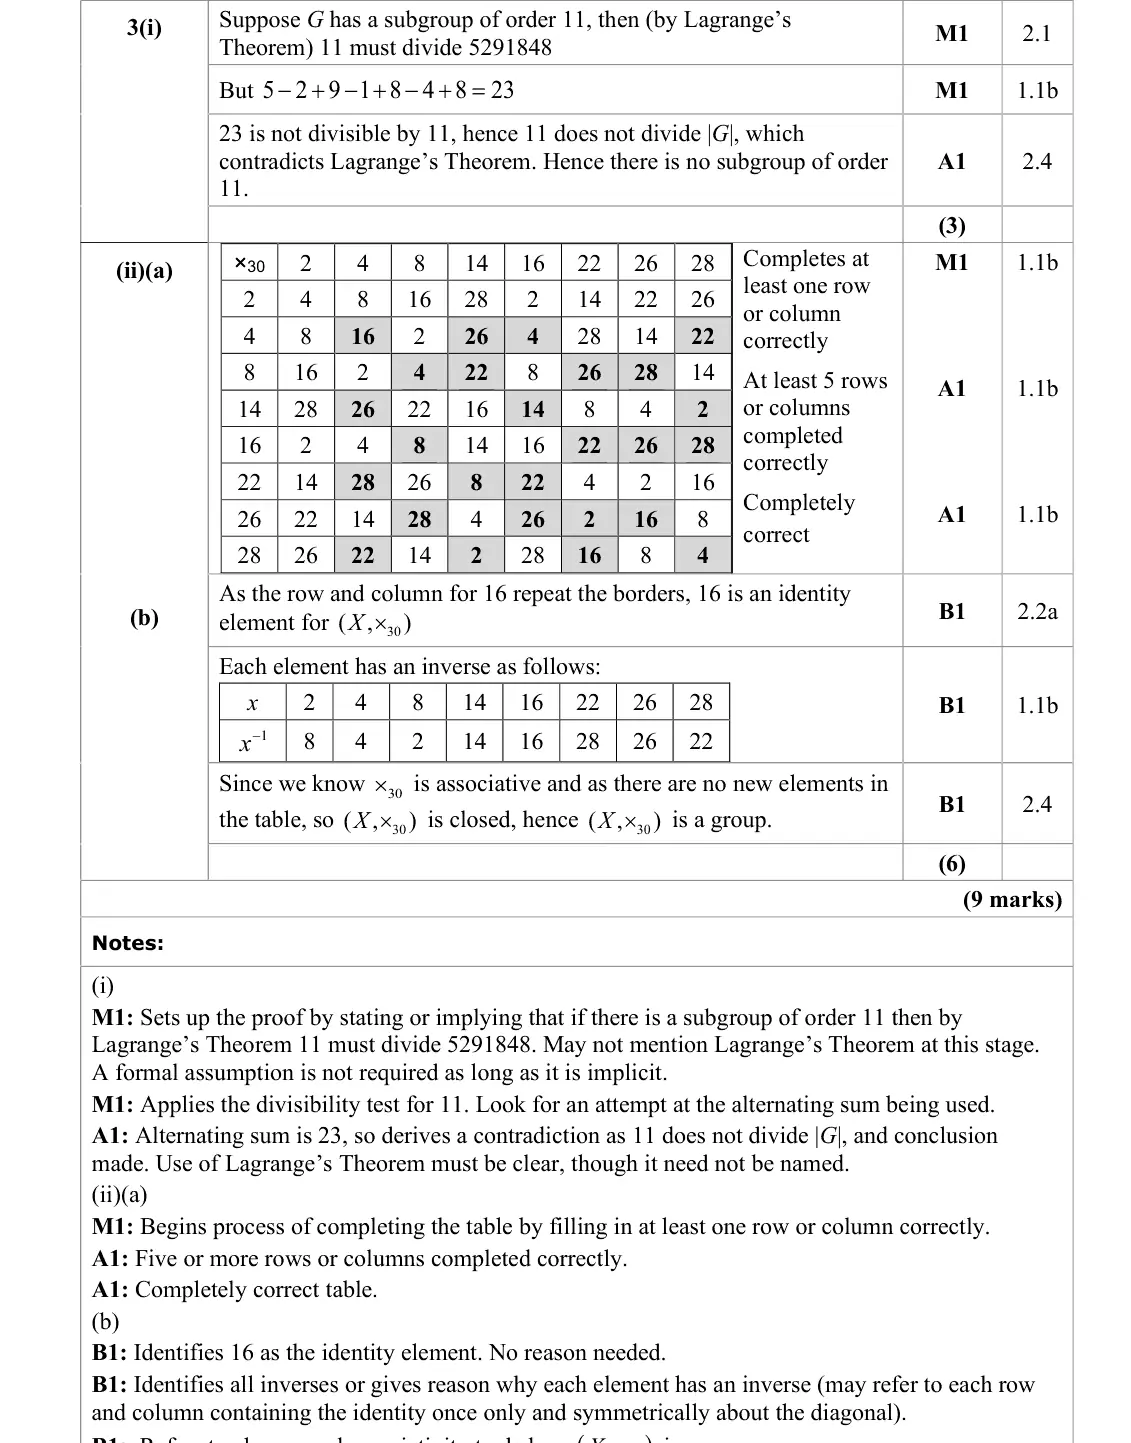 3(i)
Suppose G has a subgroup of order 11, then (by Lagrange's
Theorem) 11 must divide 5291848
M1 2.1
But 5−2+9−1+8−4+8=23
M1 1.1b
23 is not divisible by 11, hence 11 does not divide |G|, which
contradicts Lagrange's Theorem. Hence there is no subgroup of order
11.
A1 2.4
(3)
(ii)(a)
×30 2 4 8 14 16 22 26 28
2 4 8 16 28 2 14 22 26
4 8 16 2 26 4 28 14 22
8 16 2 4 22 8 26 28 14
14 28 26 22 16 14 8 4 2
16 2 4 8 14 16 22 26 28
22 14 28 26 8 22 4 2 16
26 22 14 28 4 26 2 16 8
28 26 22 14 2 28 16 8 4
Completes at
least one row
or column
correctly
M1 1.1b
At least 5 rows
or columns
completed
correctly
A1 1.1b
Completely
correct
A1 1.1b
(b)
As the row and column for 16 repeat the borders, 16 is an identity
element for (X,×30)
B1 2.2a
Each element has an inverse as follows:
x 2 4 8 14 16 22 26 28
x−1 8 4 2 14 16 28 26 22
B1 1.1b
Since we know ×30 is associative and as there are no new elements in
the table, so (X,×30) is closed, hence (X,×30) is a group.
B1 2.4
(6)
(9 marks)
Notes:
(i)
M1: Sets up the proof by stating or implying that if there is a subgroup of order 11 then by
Lagrange's Theorem 11 must divide 5291848. May not mention Lagrange's Theorem at this stage.
A formal assumption is not required as long as it is implicit.
M1: Applies the divisibility test for 11. Look for an attempt at the alternating sum being used.
A1: Alternating sum is 23, so derives a contradiction as 11 does not divide |G|, and conclusion
made. Use of Lagrange's Theorem must be clear, though it need not be named.
(ii)(a)
M1: Begins process of completing the table by filling in at least one row or column correctly.
A1: Five or more rows or columns completed correctly.
A1: Completely correct table.
(b)
B1: Identifies 16 as the identity element. No reason needed.
B1: Identifies all inverses or gives reason why each element has an inverse (may refer to each row
and column containing the identity once only and symmetrically about the diagonal).